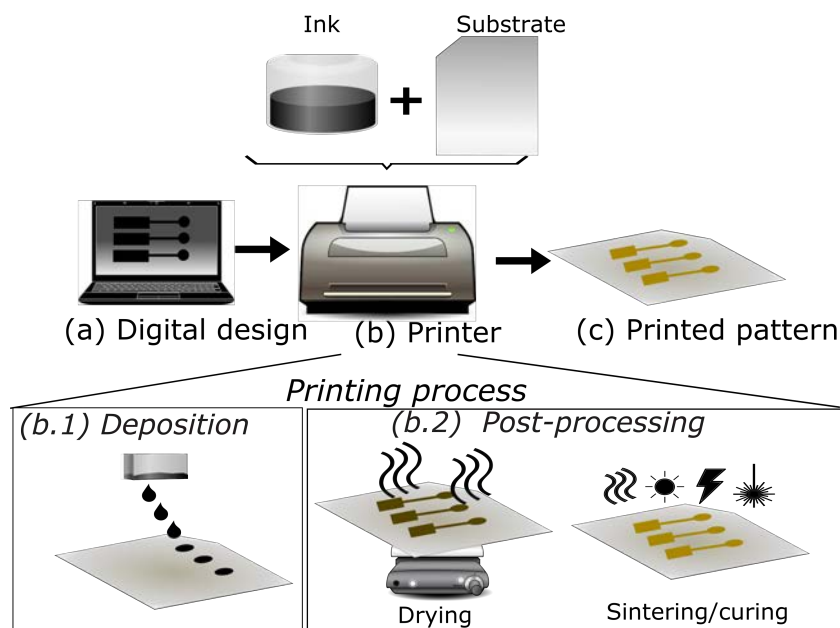 Ink
Substrate
(a) Digital design
(b) Printer
(c) Printed pattern
Printing process
(b.1) Deposition
(b.2) Post-processing
Drying
Sintering/curing